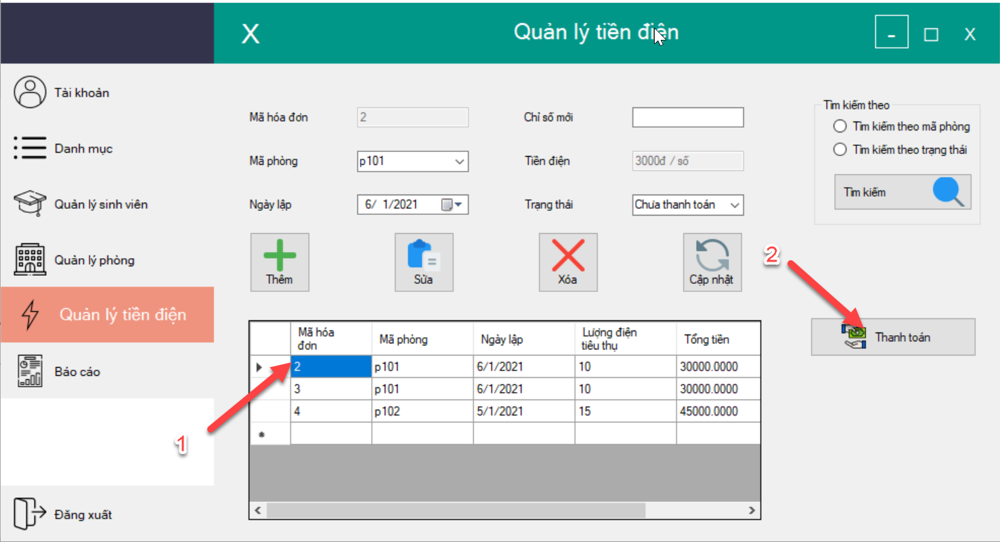 X
Quản lý tiền điện
-
X
Tài khoản
Danh mục
Quản lý sinh viên
Quản lý phòng
Quản lý tiền điện
Báo cáo
Đăng xuất
Mã hóa đơn 2
Chỉ số mới
Mã phòng p101
Tiền điện 3000đ / số
Ngày lập 6/ 1/2021
Trạng thái Chưa thanh toán
Tìm kiếm theo
Tìm kiếm theo mã phòng
Tìm kiếm theo trạng thái
Tìm kiếm
Thêm
Sửa
Xóa
Cập nhật
2
Thanh toán
Mã hóa
đơn
Mã phòng
Ngày lập
Lượng điện
tiêu thụ
Tổng tiền
2 p101 6/1/2021 10 30000.0000
3 p101 6/1/2021 10 30000.0000
4 p102 5/1/2021 15 45000.0000
1